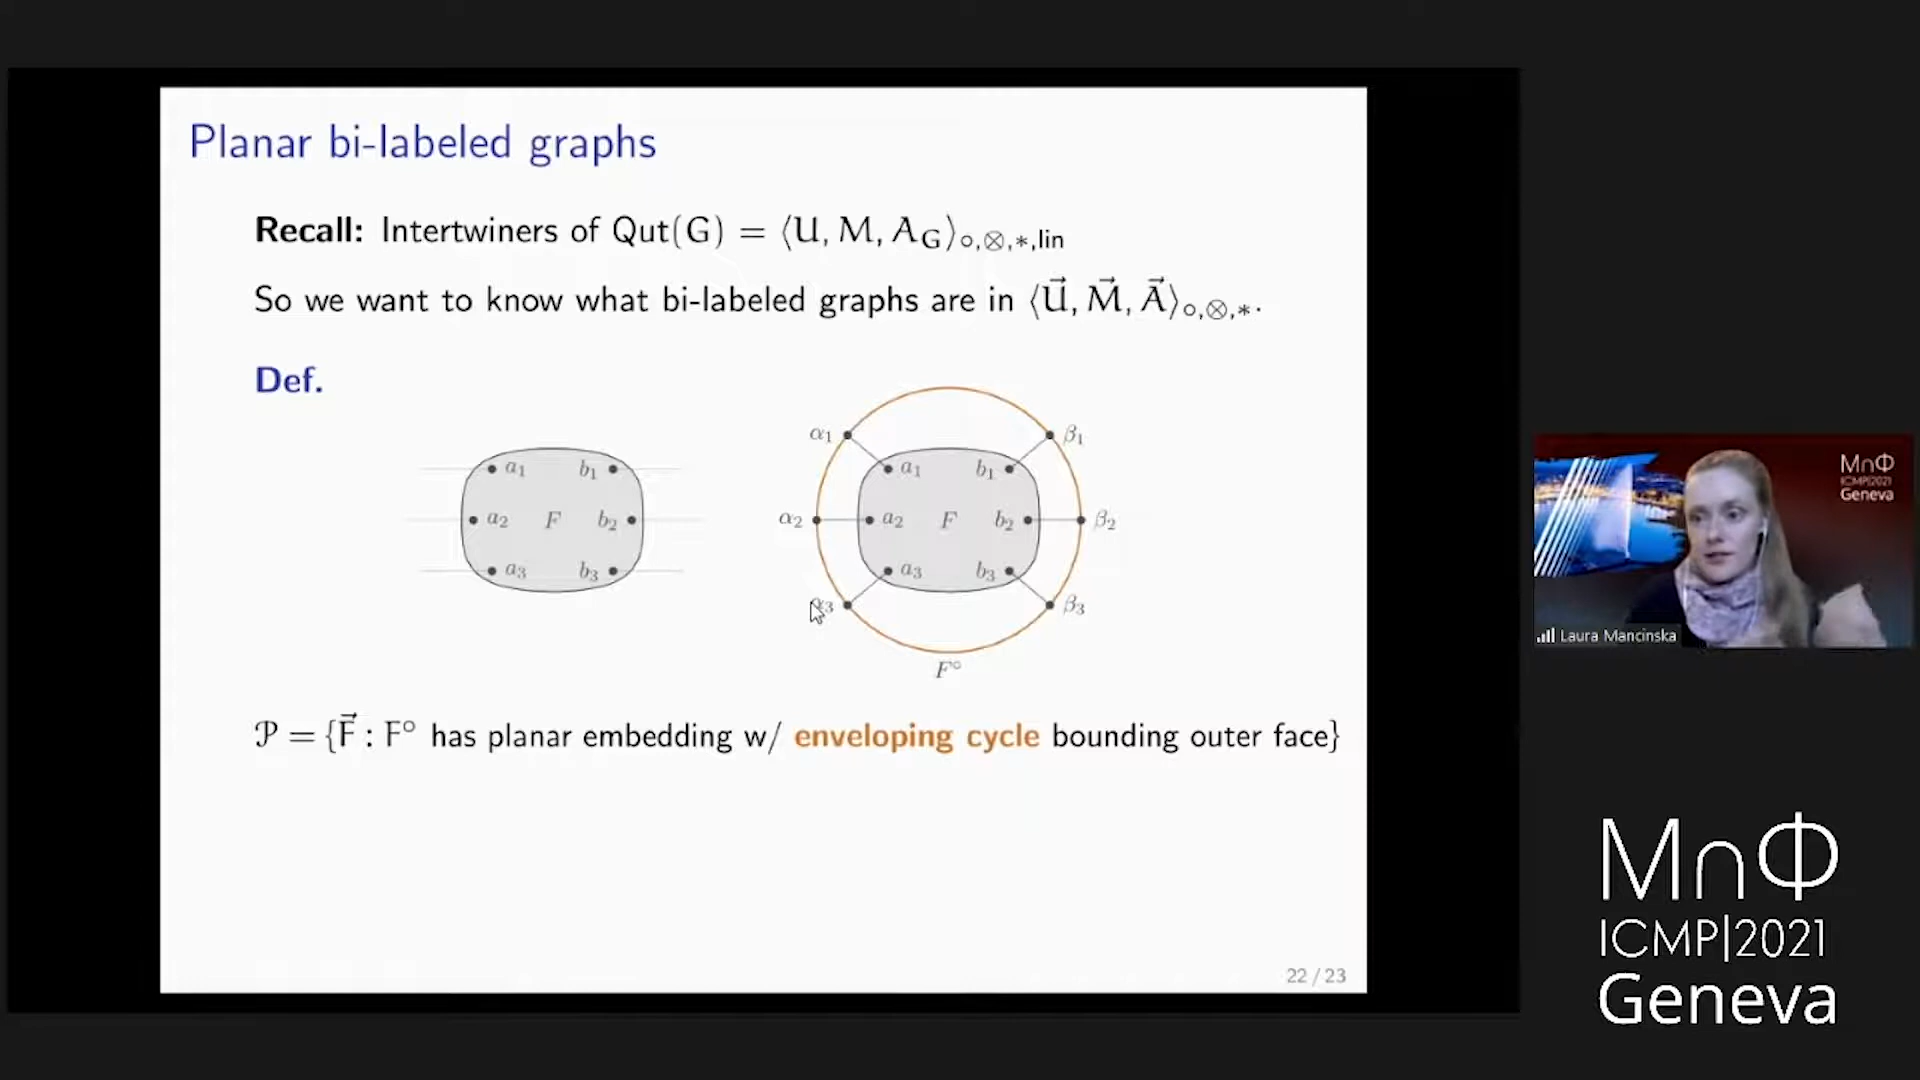 Planar bi-labeled graphs
Recall: Intertwiners of Qut(G) = ⟨U, M, A_G⟩_∘,⊗,∗,lin
So we want to know what bi-labeled graphs are in ⟨U⃗, M⃗, A⃗⟩_∘,⊗,∗.
Def.
a₁ b₁
a₂ F b₂
a₃ b₃
α₁ β₁
a₁ b₁
α₂ a₂ F b₂ β₂
a₃ b₃
α₃ β₃
F°
𝒫 = {F⃗ : F° has planar embedding w/ enveloping cycle bounding outer face}
22 / 23
M∩Φ
ICMP|2021
Geneva
Laura Mancinska
M∩Φ
ICMP|2021
Geneva